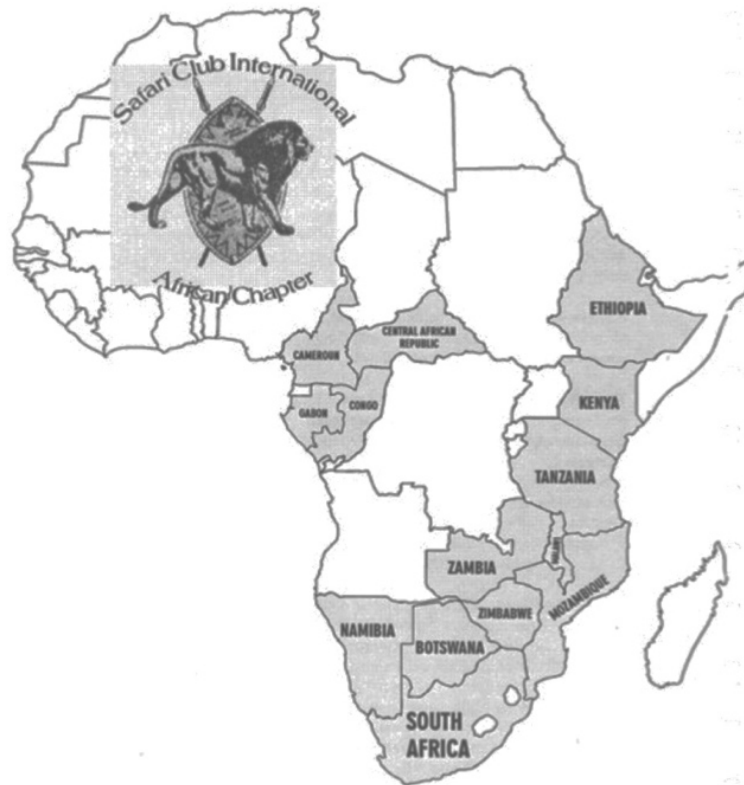 Safari Club International
African Chapter
ETHIOPIA
CENTRAL AFRICAN
REPUBLIC
CAMEROUN
KENYA
GABON
CONGO
TANZANIA
MALAWI
ZAMBIA
MOZAMBIQUE
ZIMBABWE
NAMIBIA
BOTSWANA
SOUTH
AFRICA